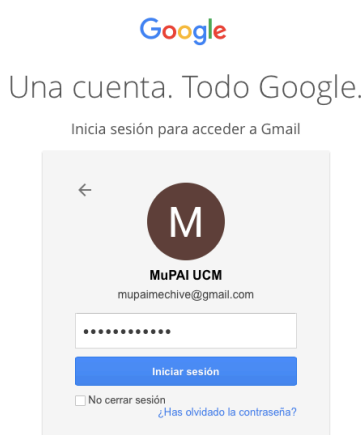 Google
Una cuenta. Todo Google.
Inicia sesión para acceder a Gmail
M
MuPAI UCM
mupaimechive@gmail.com
••••••••••••
Iniciar sesión
No cerrar sesión
¿Has olvidado la contraseña?